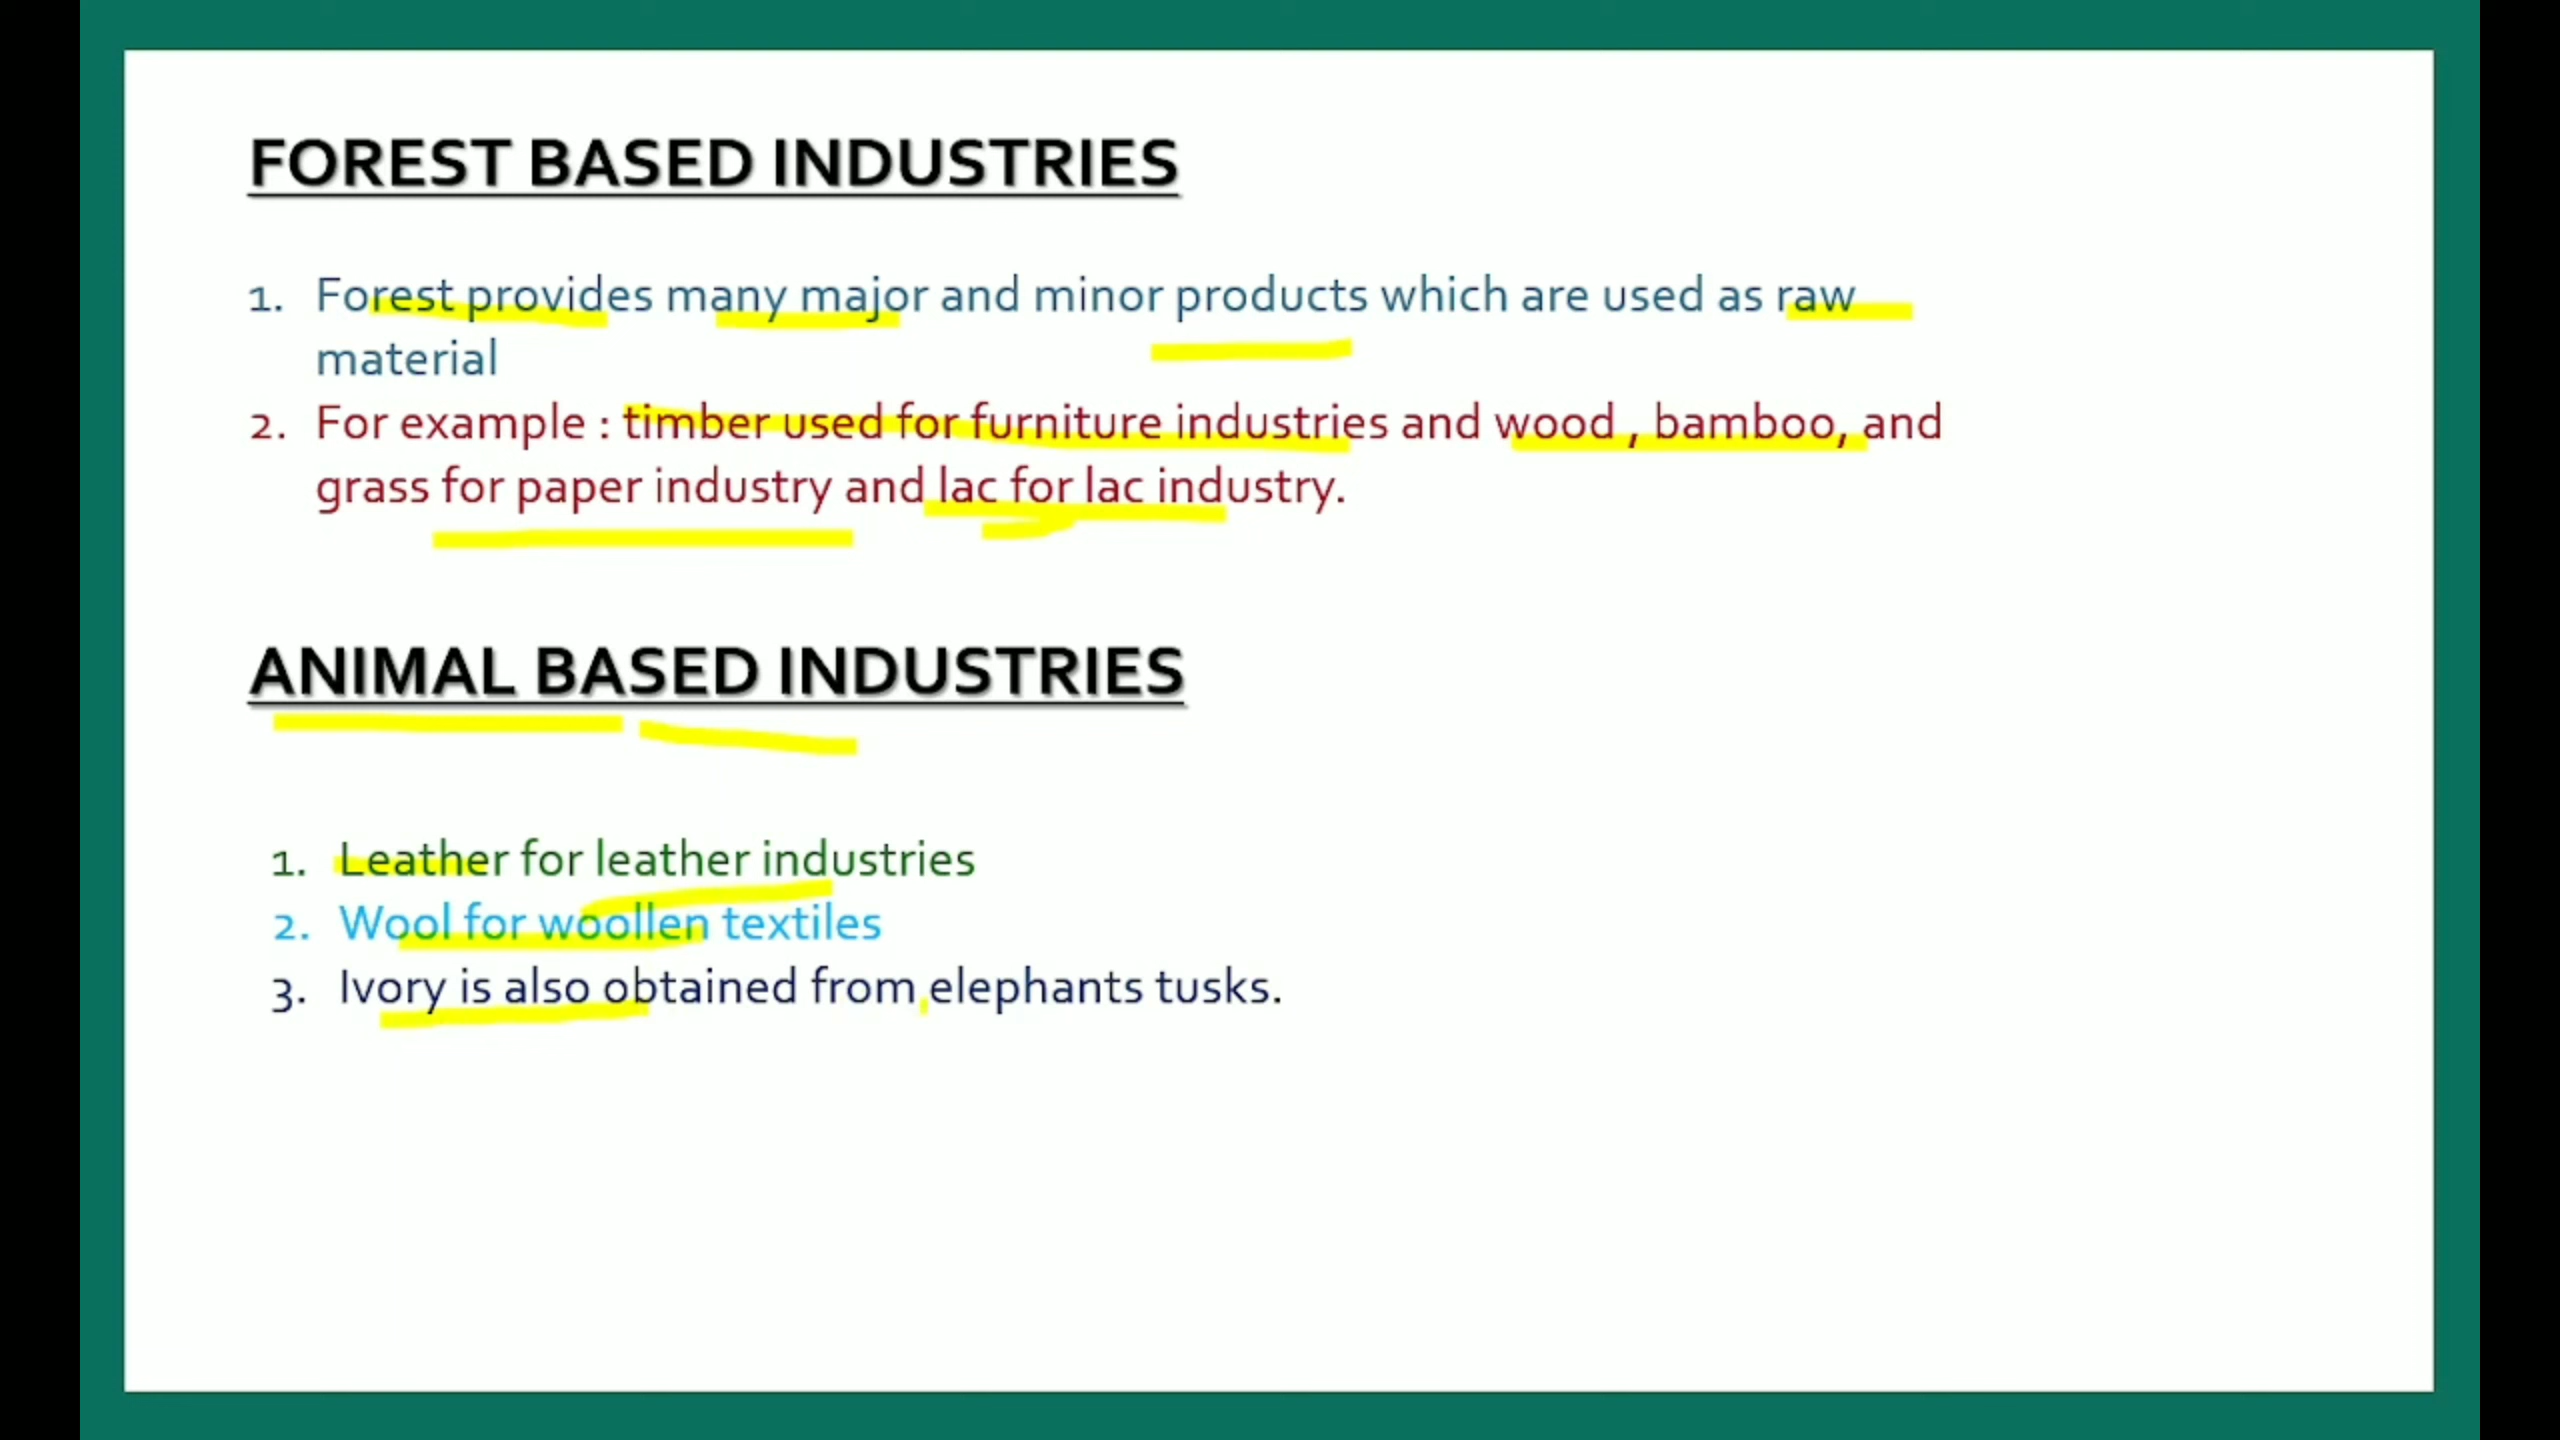 FOREST BASED INDUSTRIES
1. Forest provides many major and minor products which are used as raw
material
2. For example : timber used for furniture industries and wood , bamboo, and
grass for paper industry and lac for lac industry.
ANIMAL BASED INDUSTRIES
1. Leather for leather industries
2. Wool for woollen textiles
3. Ivory is also obtained from elephants tusks.